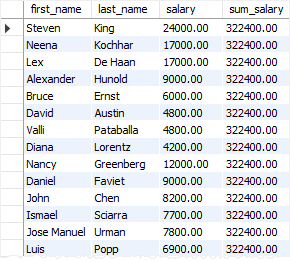 first_name last_name salary sum_salary
Steven King 24000.00 322400.00
Neena Kochhar 17000.00 322400.00
Lex De Haan 17000.00 322400.00
Alexander Hunold 9000.00 322400.00
Bruce Ernst 6000.00 322400.00
David Austin 4800.00 322400.00
Valli Pataballa 4800.00 322400.00
Diana Lorentz 4200.00 322400.00
Nancy Greenberg 12000.00 322400.00
Daniel Faviet 9000.00 322400.00
John Chen 8200.00 322400.00
Ismael Sciarra 7700.00 322400.00
Jose Manuel Urman 7800.00 322400.00
Luis Popp 6900.00 322400.00